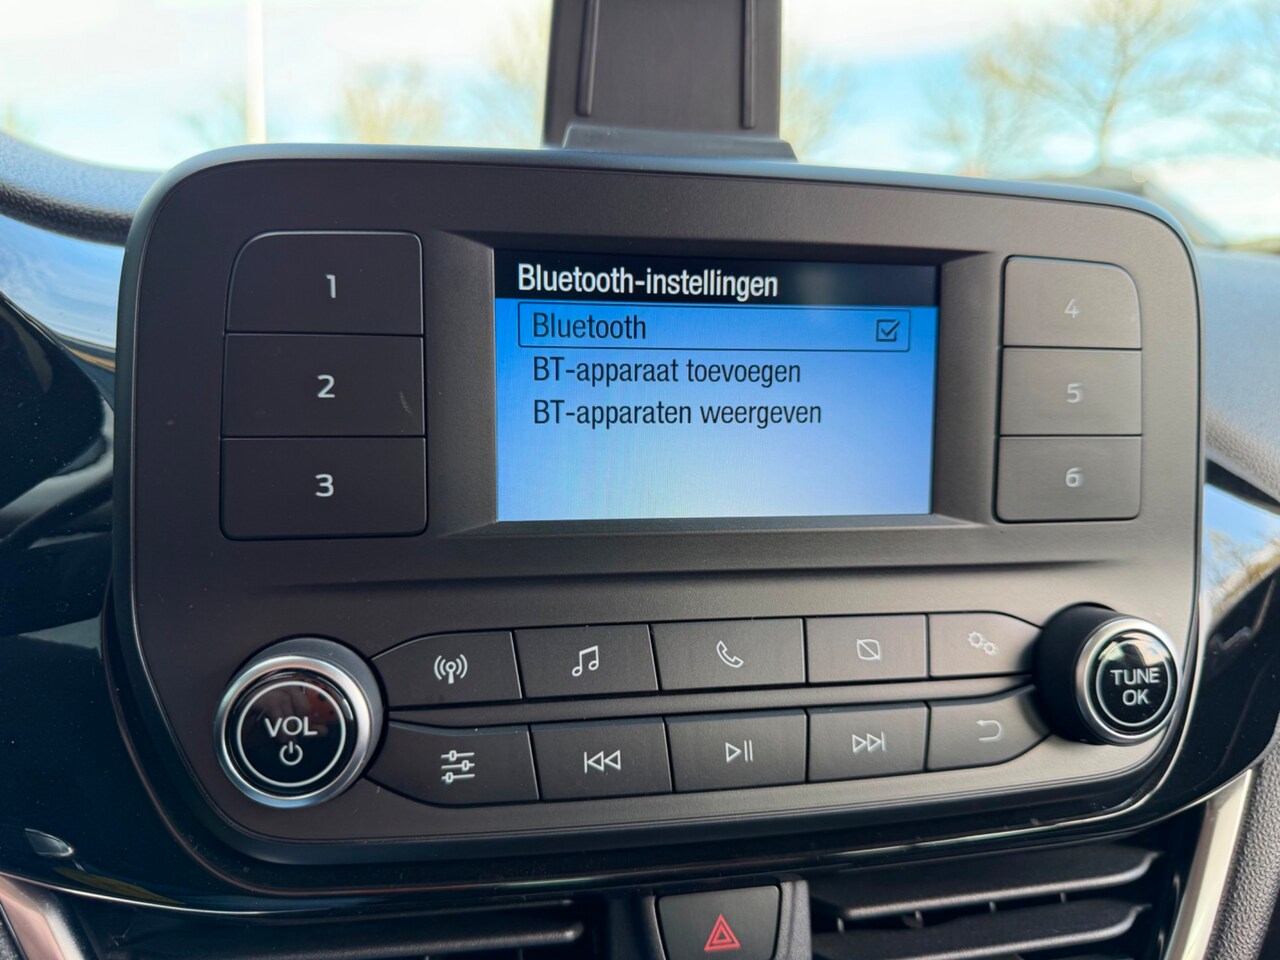 Bluetooth-instellingen
Bluetooth
BT-apparaat toevoegen
BT-apparaten weergeven
1
2
3
4
5
6
VOL
TUNE
OK